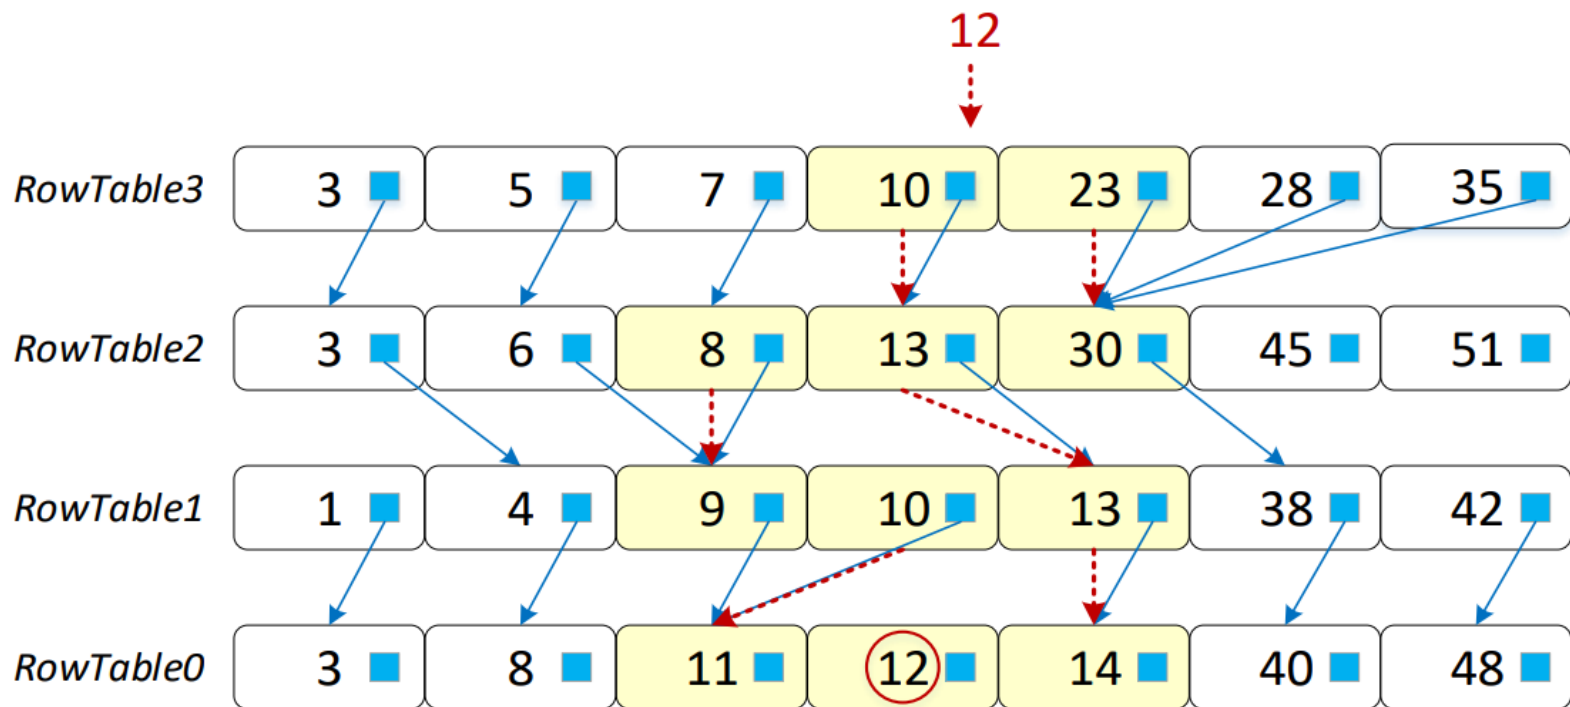 12
RowTable3 3 5 7 10 23 28 35
RowTable2 3 6 8 13 30 45 51
RowTable1 1 4 9 10 13 38 42
RowTable0 3 8 11 12 14 40 48